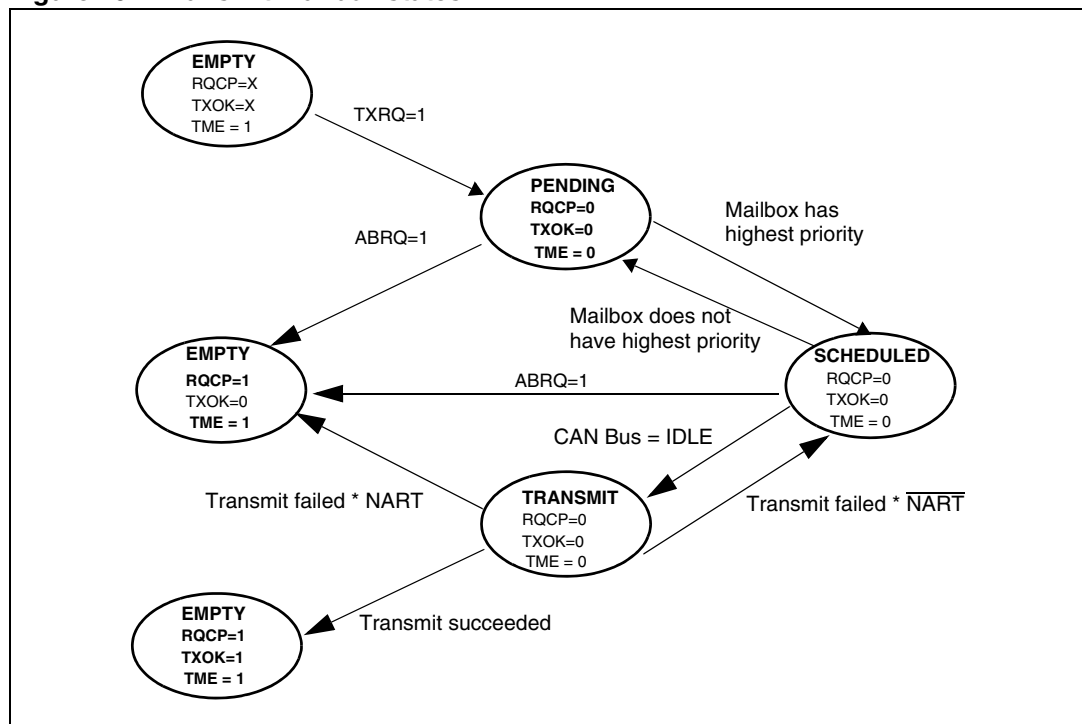 EMPTY
RQCP=X
TXOK=X
TME = 1
TXRQ=1
PENDING
RQCP=0
TXOK=0
TME = 0
Mailbox has
highest priority
ABRQ=1
Mailbox does not
have highest priority
EMPTY
RQCP=1
TXOK=0
TME = 1
SCHEDULED
RQCP=0
TXOK=0
TME = 0
ABRQ=1
CAN Bus = IDLE
Transmit failed * NART
TRANSMIT
RQCP=0
TXOK=0
TME = 0
Transmit failed * N̅A̅R̅T̅
EMPTY
RQCP=1
TXOK=1
TME = 1
Transmit succeeded